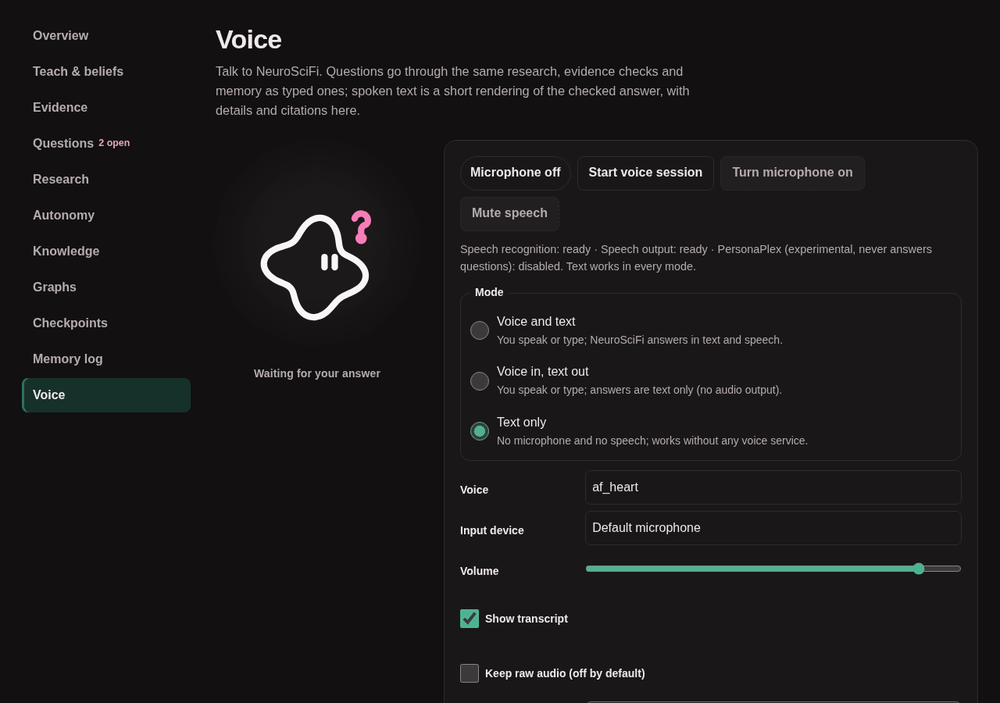 Overview
Teach & beliefs
Evidence
Questions 2 open
Research
Autonomy
Knowledge
Graphs
Checkpoints
Memory log
Voice
Voice
Talk to NeuroSciFi. Questions go through the same research, evidence checks and
memory as typed ones; spoken text is a short rendering of the checked answer, with
details and citations here.
?
Waiting for your answer
Microphone off
Start voice session
Turn microphone on
Mute speech
Speech recognition: ready · Speech output: ready · PersonaPlex (experimental, never answers
questions): disabled. Text works in every mode.
Mode
Voice and text
You speak or type; NeuroSciFi answers in text and speech.
Voice in, text out
You speak or type; answers are text only (no audio output).
Text only
No microphone and no speech; works without any voice service.
Voice
af_heart
Input device
Default microphone
Volume
Show transcript
Keep raw audio (off by default)